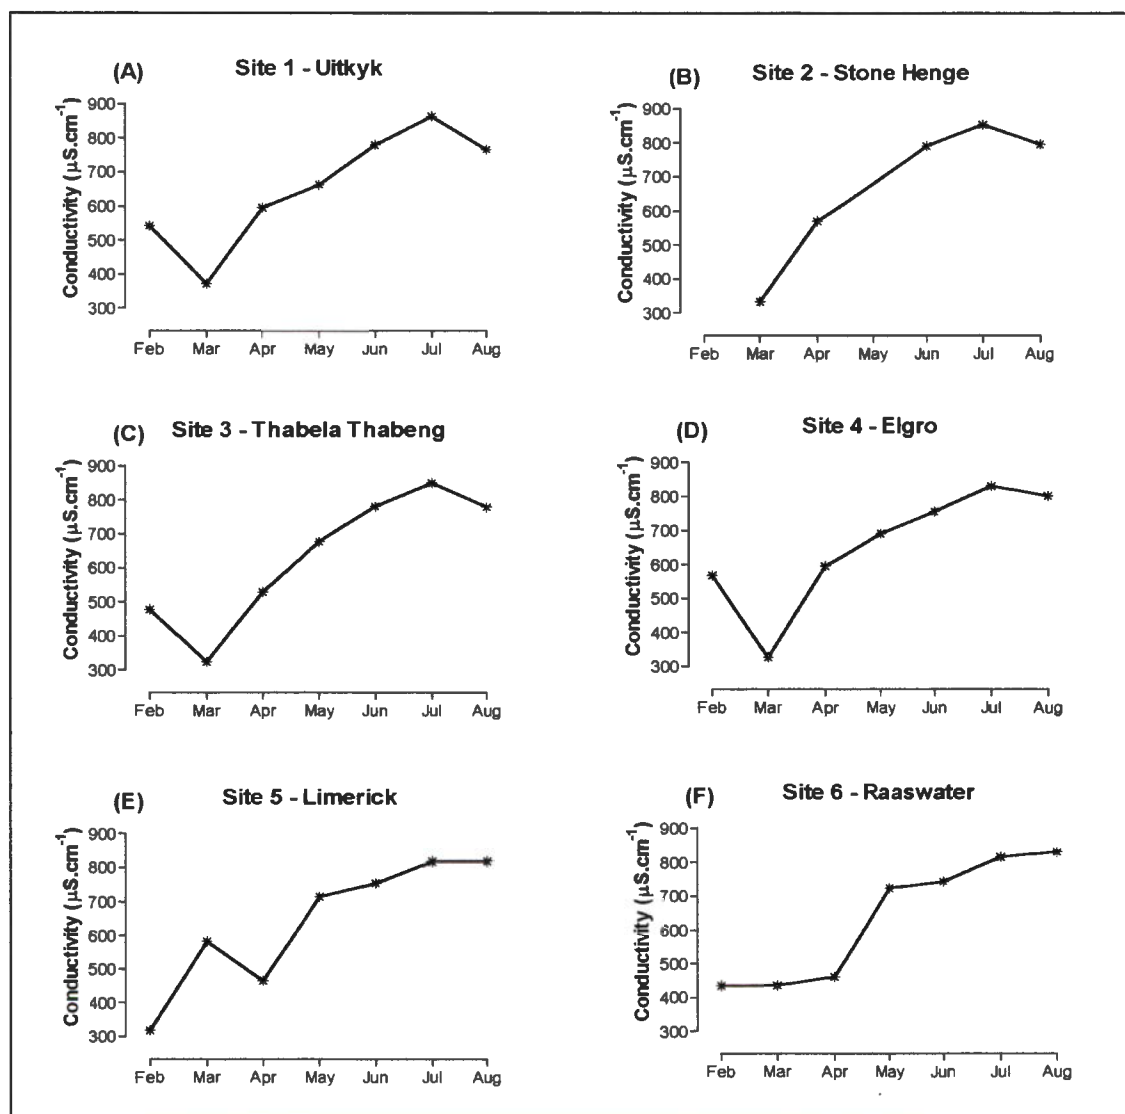 (A) Site 1 - Uitkyk
Conductivity (µS.cm⁻¹)
900
800
700
600
500
400
300
Feb Mar Apr May Jun Jul Aug
(B) Site 2 - Stone Henge
Conductivity (µS.cm⁻¹)
900
800
700
600
500
400
300
Feb Mar Apr May Jun Jul Aug
(C) Site 3 - Thabela Thabeng
Conductivity (µS.cm⁻¹)
900
800
700
600
500
400
300
Feb Mar Apr May Jun Jul Aug
(D) Site 4 - Elgro
Conductivity (µS.cm⁻¹)
900
800
700
600
500
400
300
Feb Mar Apr May Jun Jul Aug
(E) Site 5 - Limerick
Conductivity (µS.cm⁻¹)
900
800
700
600
500
400
300
Feb Mar Apr May Jun Jul Aug
(F) Site 6 - Raaswater
Conductivity (µS.cm⁻¹)
900
800
700
600
500
400
300
Feb Mar Apr May Jun Jul Aug